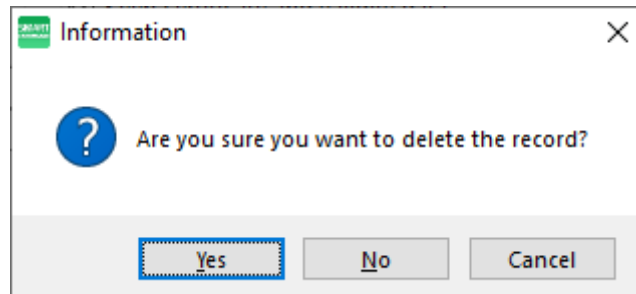 Information
Are you sure you want to delete the record?
Yes
No
Cancel